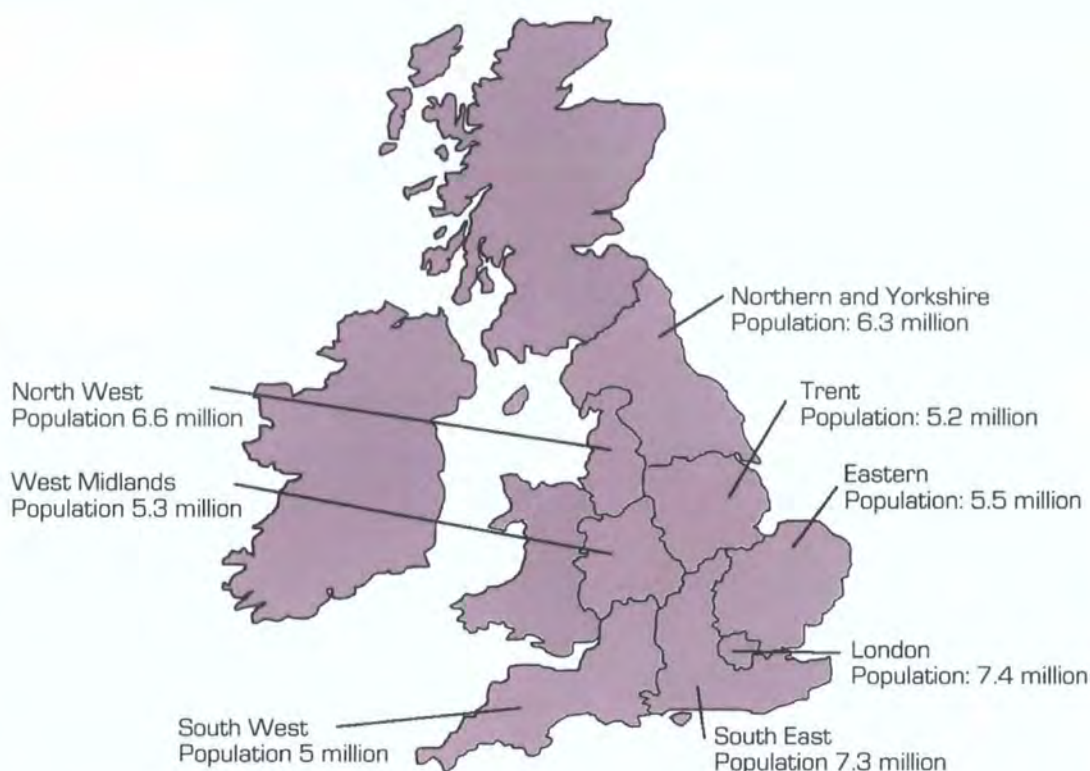 Northern and Yorkshire
Population: 6.3 million
North West
Population 6.6 million
Trent
Population: 5.2 million
West Midlands
Population 5.3 million
Eastern
Population: 5.5 million
London
Population: 7.4 million
South West
Population 5 million
South East
Population 7.3 million